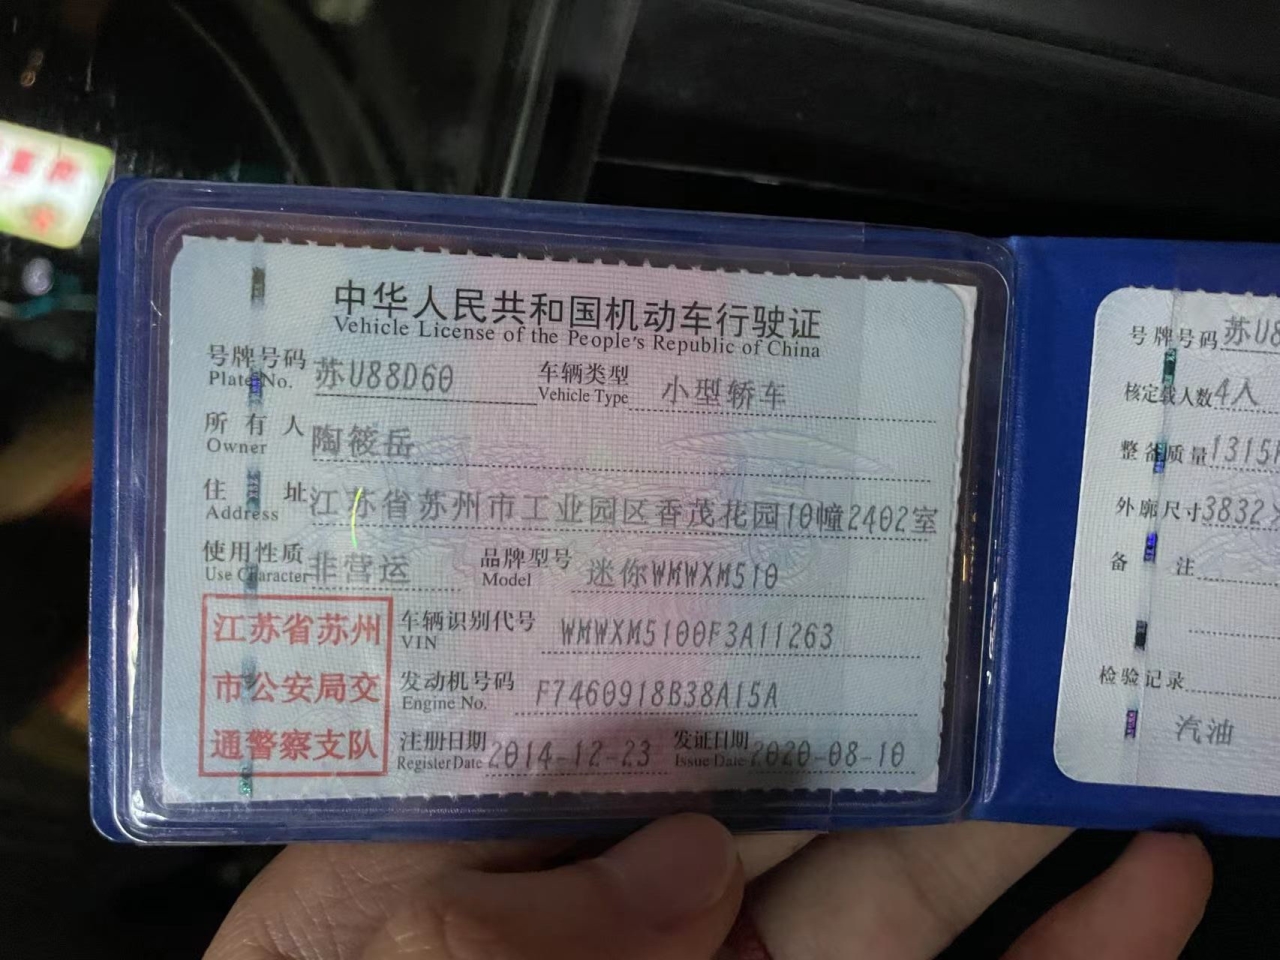 中华人民共和国机动车行驶证
Vehicle License of the People's Republic of China
号牌号码 苏U88D60 车辆类型 小型轿车
Plate No. Vehicle Type
所有人 陶筱岳
Owner
住址 江苏省苏州市工业园区香茂花园10幢2402室
Address
使用性质 非营运 品牌型号 迷你WMWXM510
Use Character Model
江苏省苏州
市公安局交
通警察支队
车辆识别代号 WMWXM5100F3A11263
VIN
发动机号码 F7460918B38A15A
Engine No.
注册日期 2014-12-23 发证日期 2020-08-10
Register Date Issue Date
号牌号码 苏U8
核定载人数 4人
整备质量 1315
外廓尺寸 3832
备注
检验记录
汽油